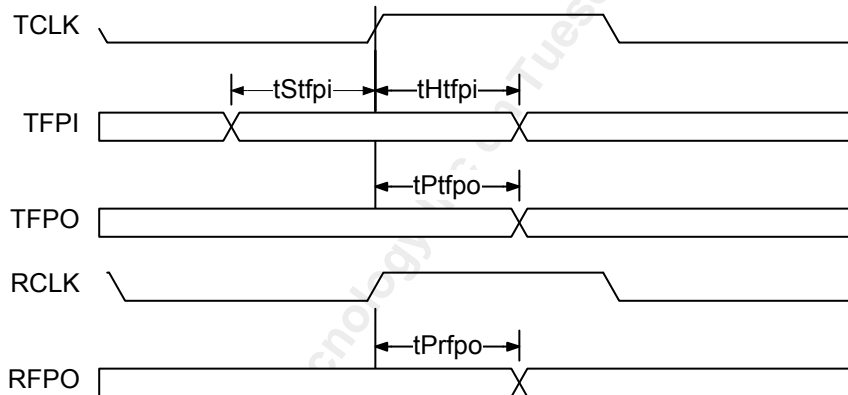 TCLK
tStfpi tHtfpi
TFPI
tPtfpo
TFPO
RCLK
tPrfpo
RFPO